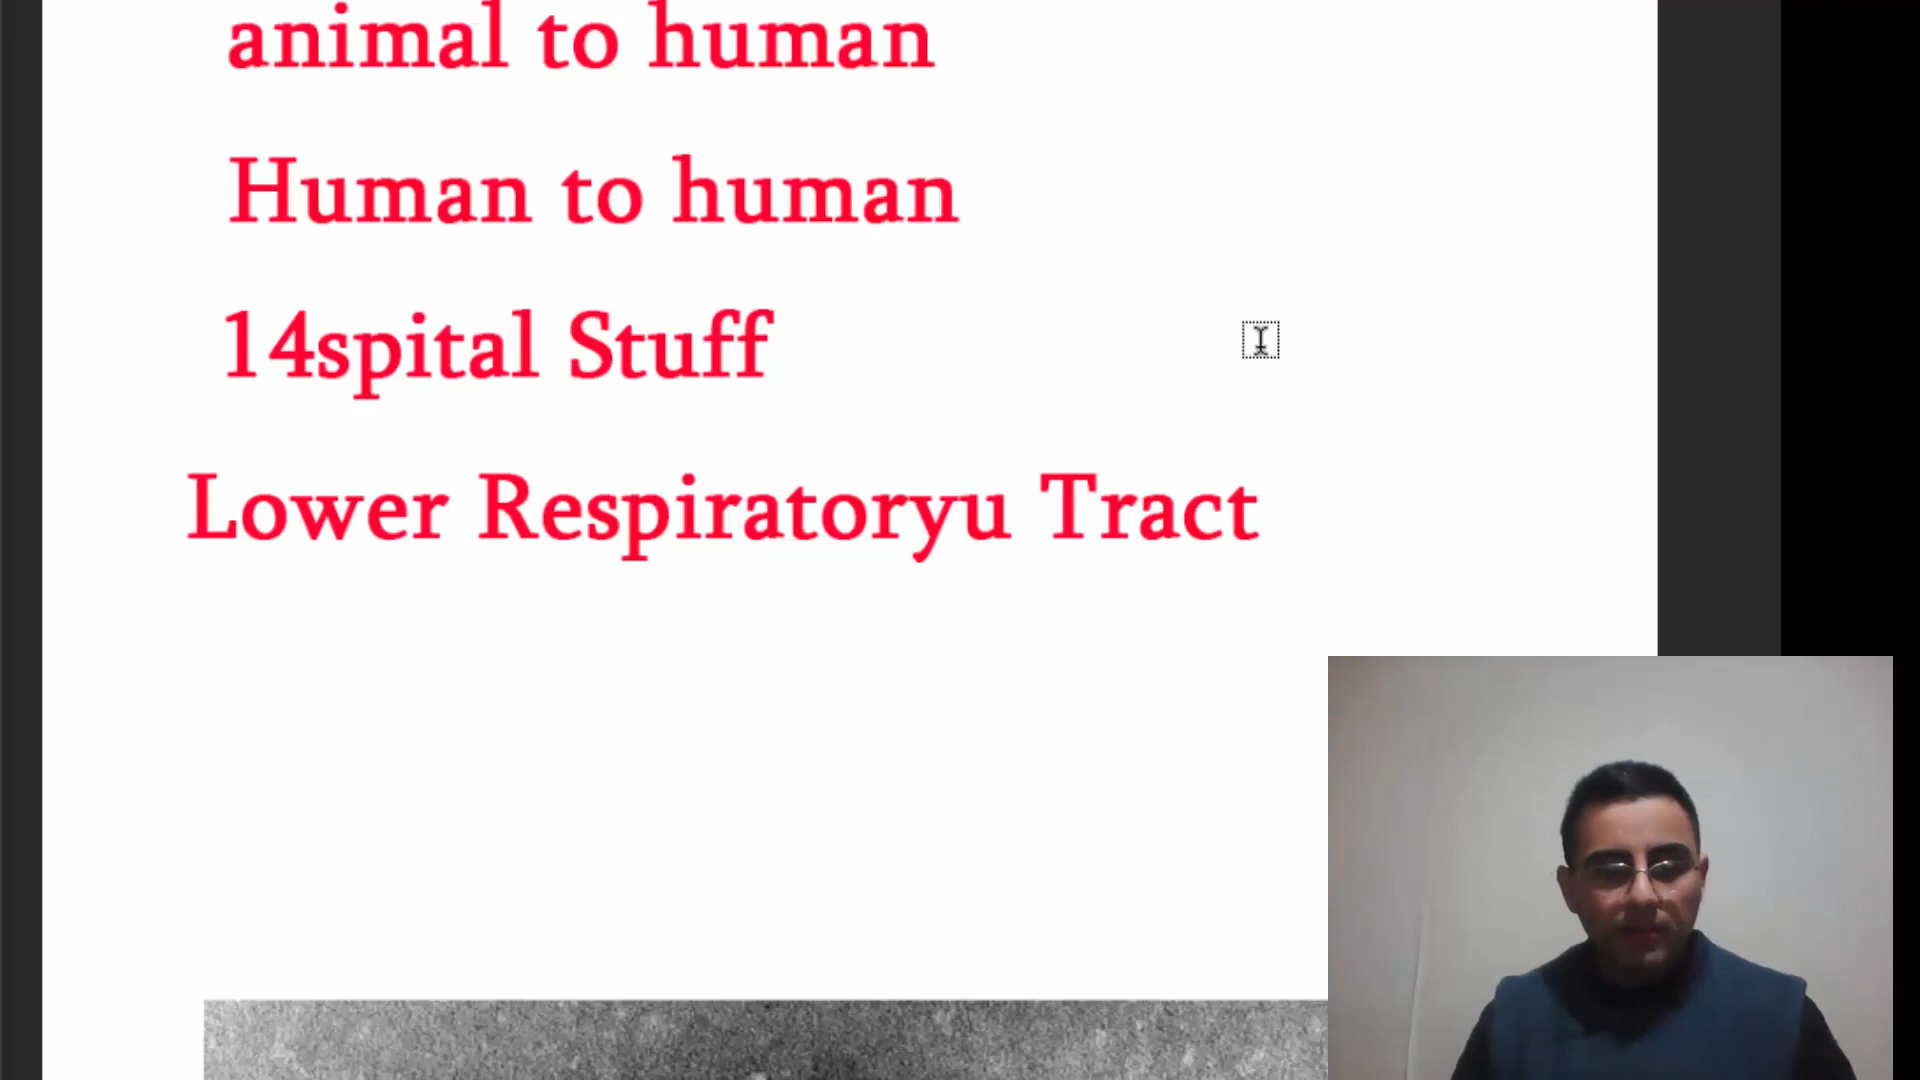 animal to human
Human to human
14spital Stuff
Lower Respiratoryu Tract